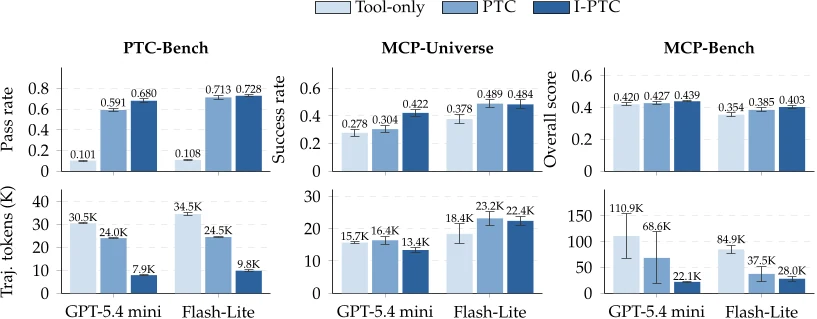 Tool-only PTC I-PTC
PTC-Bench MCP-Universe MCP-Bench
Pass rate
0.8
0.6
0.4
0.2
0
0.101 0.591 0.680 0.108 0.713 0.728
Success rate
0.6
0.4
0.2
0
0.278 0.304 0.422 0.378 0.489 0.484
Overall score
0.6
0.4
0.2
0
0.420 0.427 0.439 0.354 0.385 0.403
Traj. tokens (K)
40
30
20
10
0
30.5K 24.0K 7.9K 34.5K 24.5K 9.8K
GPT-5.4 mini Flash-Lite
30
20
10
0
15.7K 16.4K 13.4K 18.4K 23.2K 22.4K
GPT-5.4 mini Flash-Lite
150
100
50
0
110.9K 68.6K 22.1K 84.9K 37.5K 28.0K
GPT-5.4 mini Flash-Lite